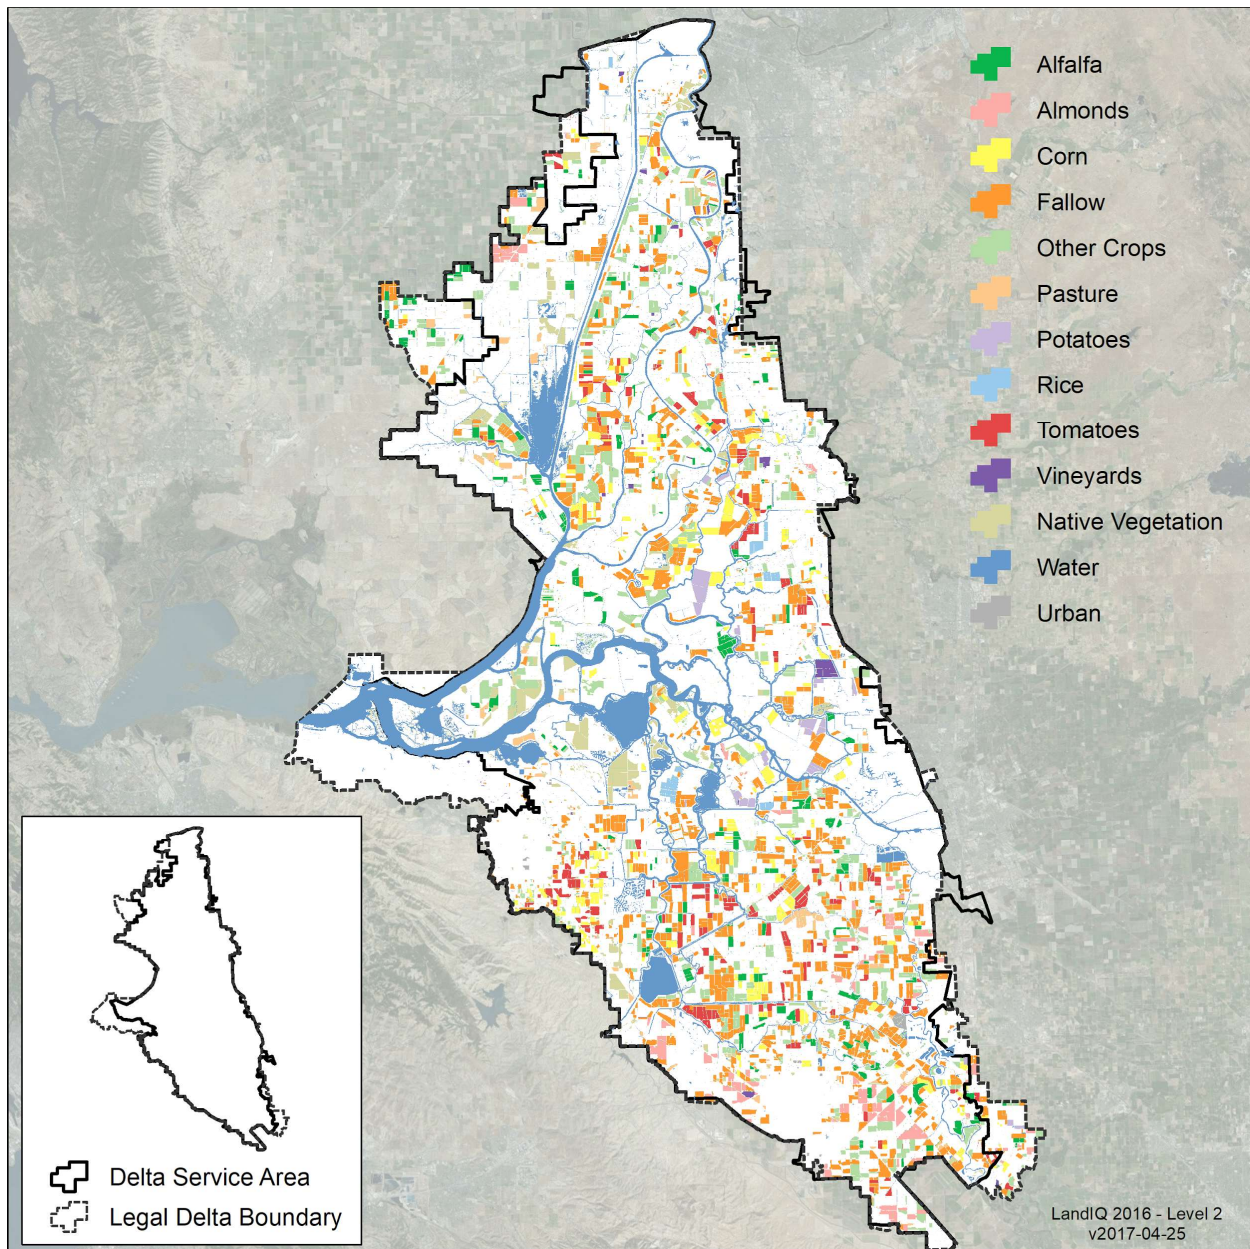 Alfalfa
Almonds
Corn
Fallow
Other Crops
Pasture
Potatoes
Rice
Tomatoes
Vineyards
Native Vegetation
Water
Urban
Delta Service Area
Legal Delta Boundary
LandIQ 2016 - Level 2
v2017-04-25